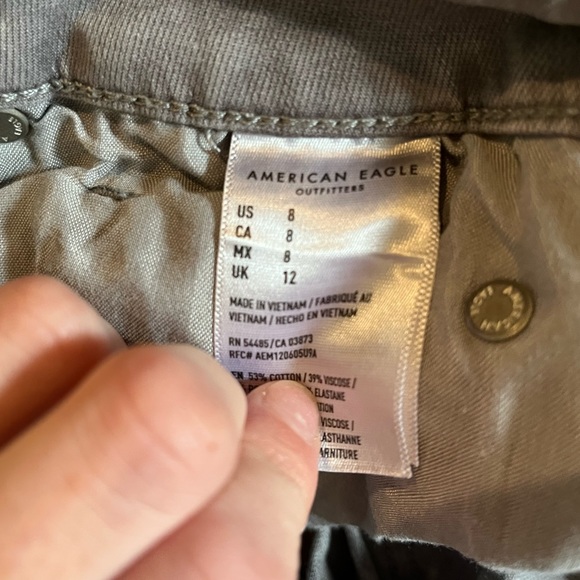 AMERICAN EAGLE
OUTFITTERS
US 8
CA 8
MX 8
UK 12
MADE IN VIETNAM / FABRIQUÉ AU
VIETNAM / HECHO EN VIETNAM
RN 54485/CA 03873
RFC# AEM120605U9A
EN 53% COTTON / 39% VISCOSE /
ELASTANE
VISCOSE /